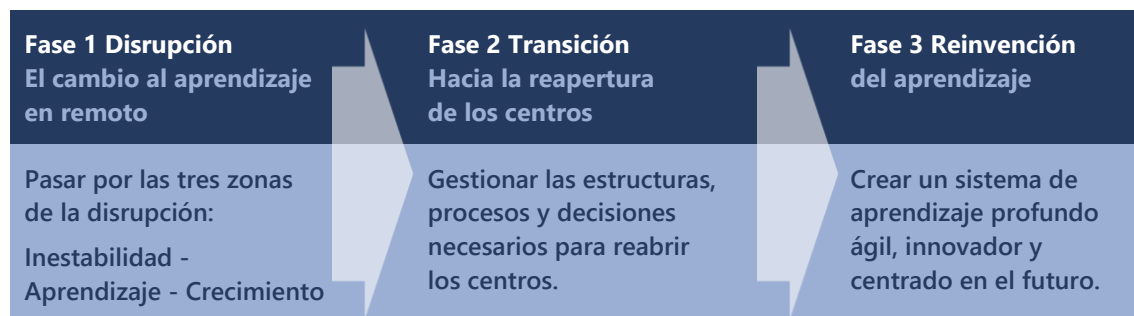 Fase 1 Disrupción
El cambio al aprendizaje
en remoto
Pasar por las tres zonas
de la disrupción:
Inestabilidad -
Aprendizaje - Crecimiento
Fase 2 Transición
Hacia la reapertura
de los centros
Gestionar las estructuras,
procesos y decisiones
necesarios para reabrir
los centros.
Fase 3 Reinvención
del aprendizaje
Crear un sistema de
aprendizaje profundo
ágil, innovador y
centrado en el futuro.